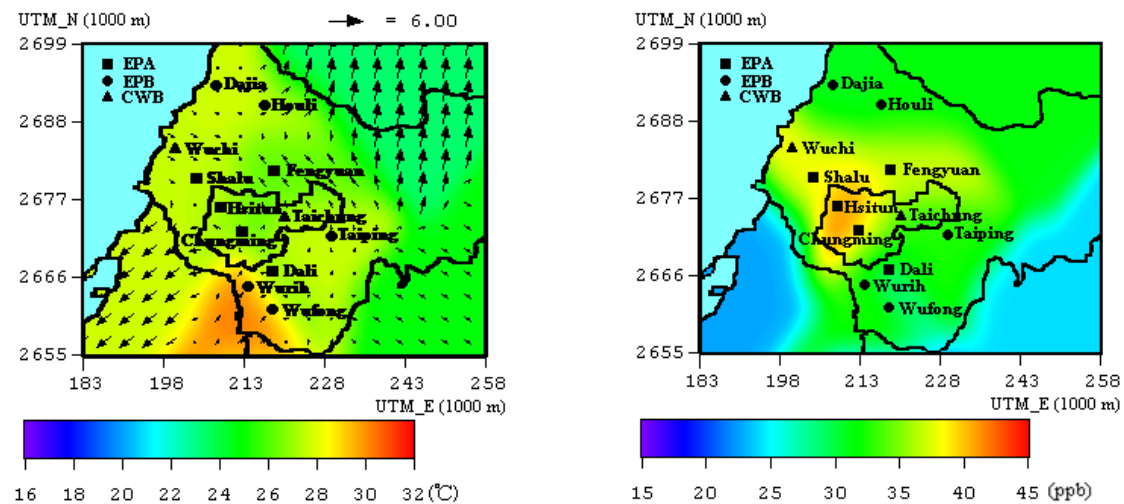 UTM_N (1000 m) = 6.00
2699
EPA
EPB
CWB
Dajia
Houli
2688
Wuchi
Shalu
Fengyuan
2677
Hsitun
Taichung
Chungming
Taiping
2666
Dali
Wurih
Wufong
2655
183 198 213 228 243 258
UTM_E (1000 m)
16 18 20 22 24 26 28 30 32 (℃)
UTM_N (1000 m)
2699
EPA
EPB
CWB
Dajia
Houli
2688
Wuchi
Shalu
Fengyuan
2677
Hsitun
Taichung
Chungming
Taiping
2666
Dali
Wurih
Wufong
2655
183 198 213 228 243 258
UTM_E (1000 m)
15 20 25 30 35 40 45 (ppb)